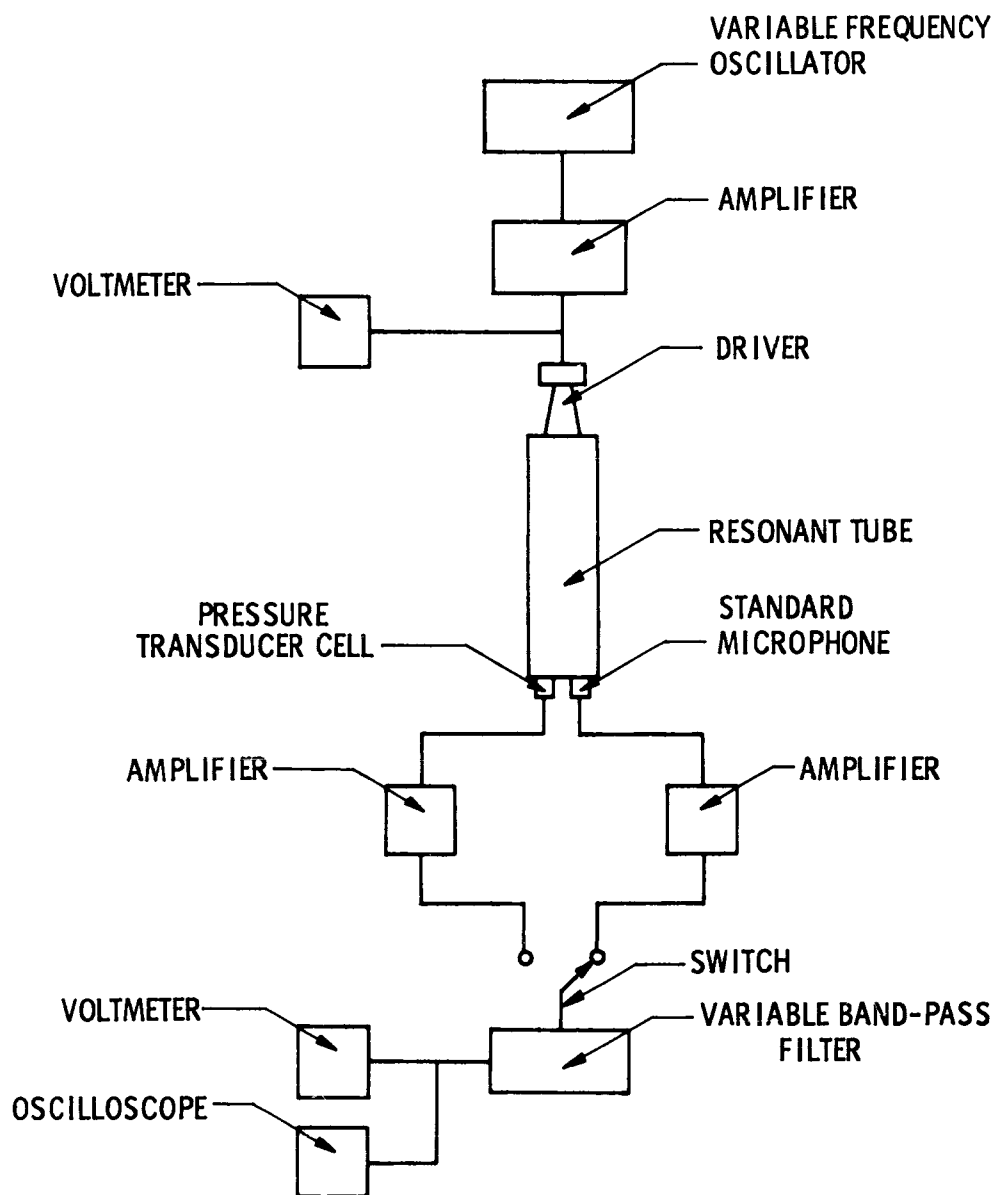 VARIABLE FREQUENCY
OSCILLATOR
AMPLIFIER
VOLTMETER
DRIVER
RESONANT TUBE
PRESSURE
TRANSDUCER CELL
STANDARD
MICROPHONE
AMPLIFIER
AMPLIFIER
SWITCH
VOLTMETER
VARIABLE BAND-PASS
FILTER
OSCILLOSCOPE